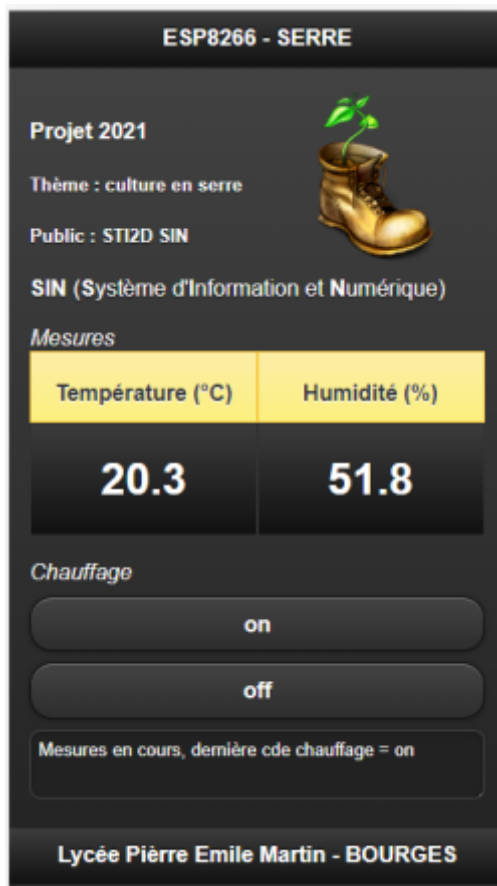 ESP8266 - SERRE
Projet 2021
Thème : culture en serre
Public : STI2D SIN
SIN (Système d'Information et Numérique)
Mesures
Température (°C) Humidité (%)
20.3 51.8
Chauffage
on
off
Mesures en cours, dernière cde chauffage = on
Lycée Pièrre Emile Martin - BOURGES